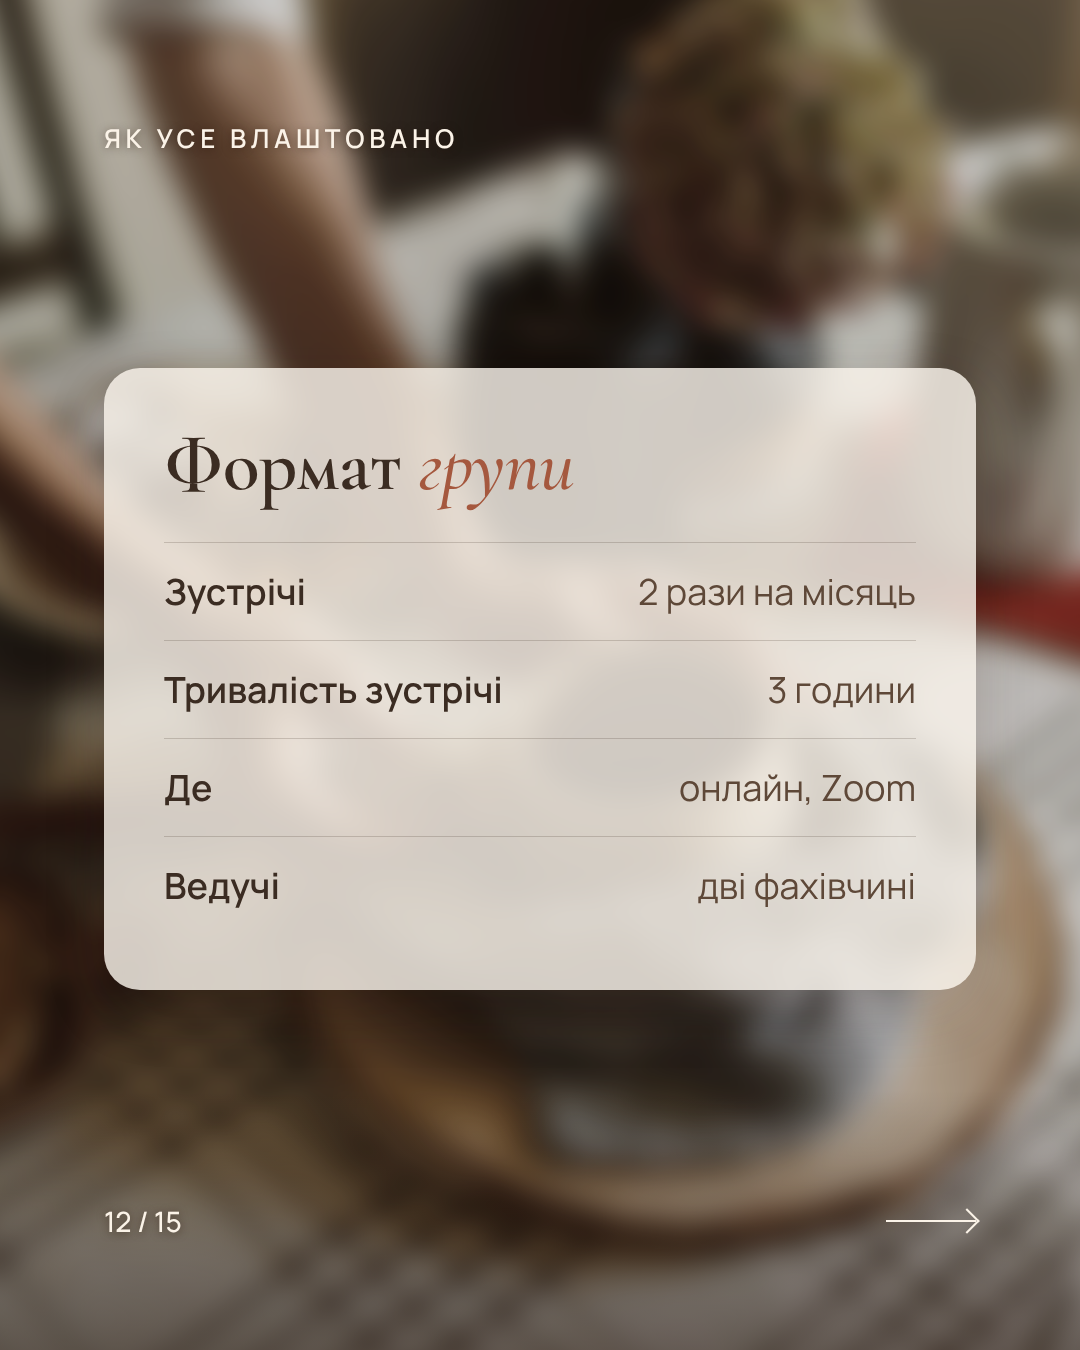 ЯК УСЕ ВЛАШТОВАНО
Формат групи
Зустрічі 2 рази на місяць
Тривалість зустрічі 3 години
Де онлайн, Zoom
Ведучі дві фахівчині
12 / 15